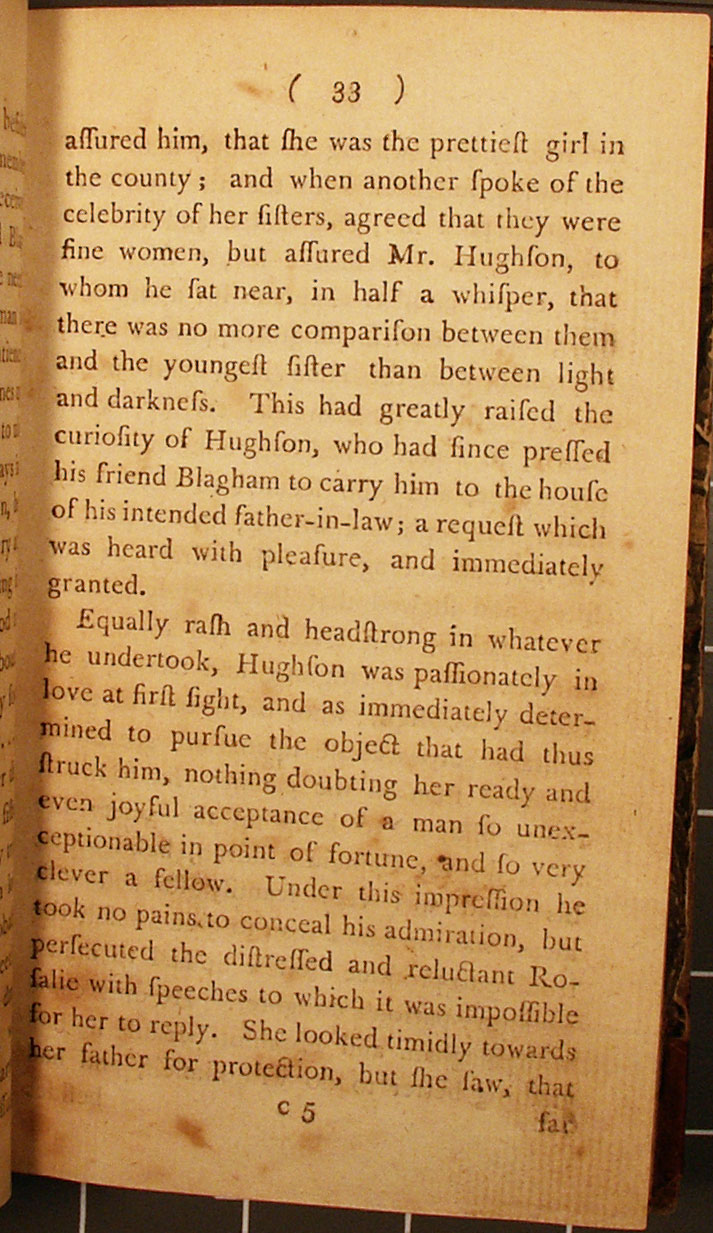 ( 33 )
aſſured him, that ſhe was the prettieſt girl in
the county; and when another ſpoke of the
celebrity of her ſiſters, agreed that they were
fine women, but aſſured Mr. Hughſon, to
whom he ſat near, in half a whiſper, that
there was no more compariſon between them
and the youngeſt ſiſter than between light
and darkneſs. This had greatly raiſed the
curioſity of Hughſon, who had ſince preſſed
his friend Blagham to carry him to the houſe
of his intended father-in-law; a requeſt which
was heard with pleaſure, and immediately
granted.
Equally raſh and headſtrong in whatever
he undertook, Hughſon was paſſionately in
love at firſt ſight, and as immediately deter-
mined to purſue the object that had thus
ſtruck him, nothing doubting her ready and
even joyful acceptance of a man ſo unex-
ceptionable in point of fortune, and ſo very
clever a fellow. Under this impreſſion he
took no pains to conceal his admiration, but
perſecuted the diſtreſſed and reluctant Ro-
ſalie with ſpeeches to which it was impoſſible
for her to reply. She looked timidly towards
her father for protection, but ſhe ſaw, that
C 5
far